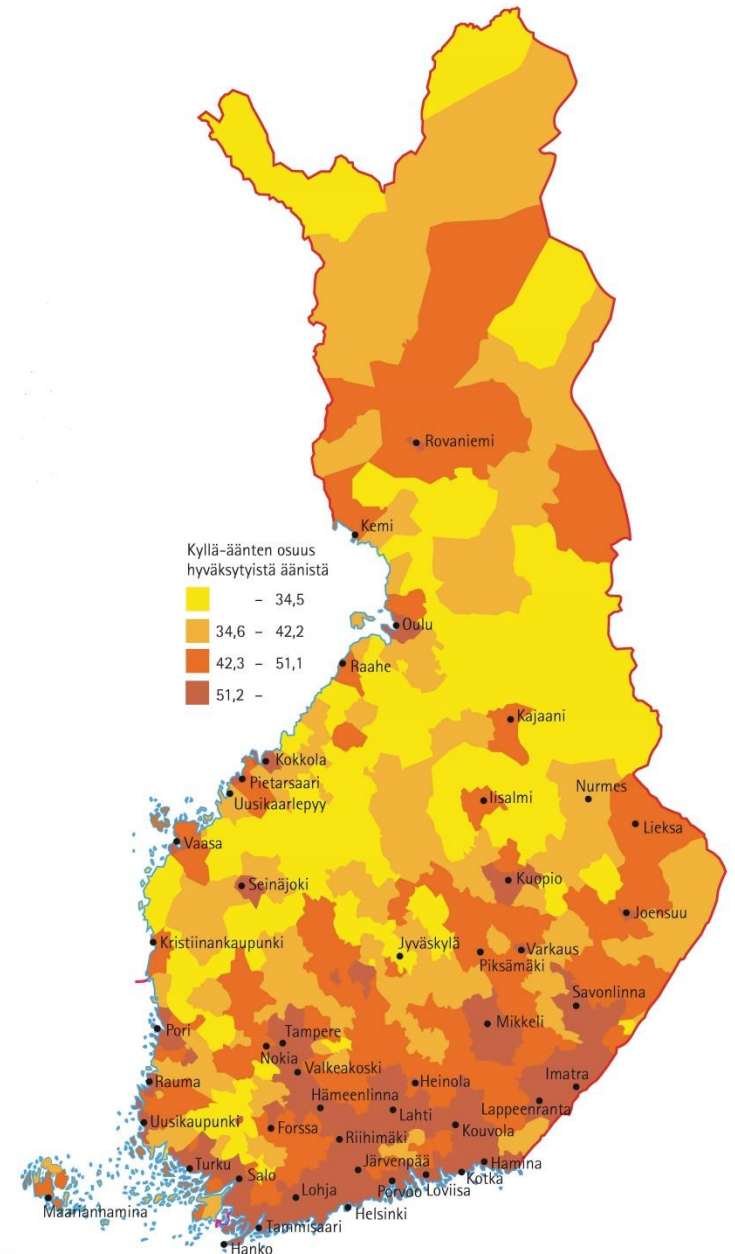 Rovaniemi
Kemi
Kyllä-äänten osuus
hyväksytyistä äänistä
– 34,5
34,6 – 42,2
42,3 – 51,1
51,2 –
Oulu
Raahe
Kajaani
Kokkola
Pietarsaari
Uusikaarlepyy
Iisalmi
Nurmes
Lieksa
Vaasa
Seinäjoki
Kuopio
Joensuu
Kristiinankaupunki
Jyväskylä
Varkaus
Piksämäki
Savonlinna
Pori
Tampere
Mikkeli
Nokia
Valkeakoski
Imatra
Rauma
Heinola
Hämeenlinna
Lappeenranta
Lahti
Uusikaupunki
Forssa
Kouvola
Riihimäki
Turku
Järvenpää
Hamina
Salo
Kotka
Lohja
Porvoo
Loviisa
Maarianhamina
Helsinki
Tammisaari
Hanko